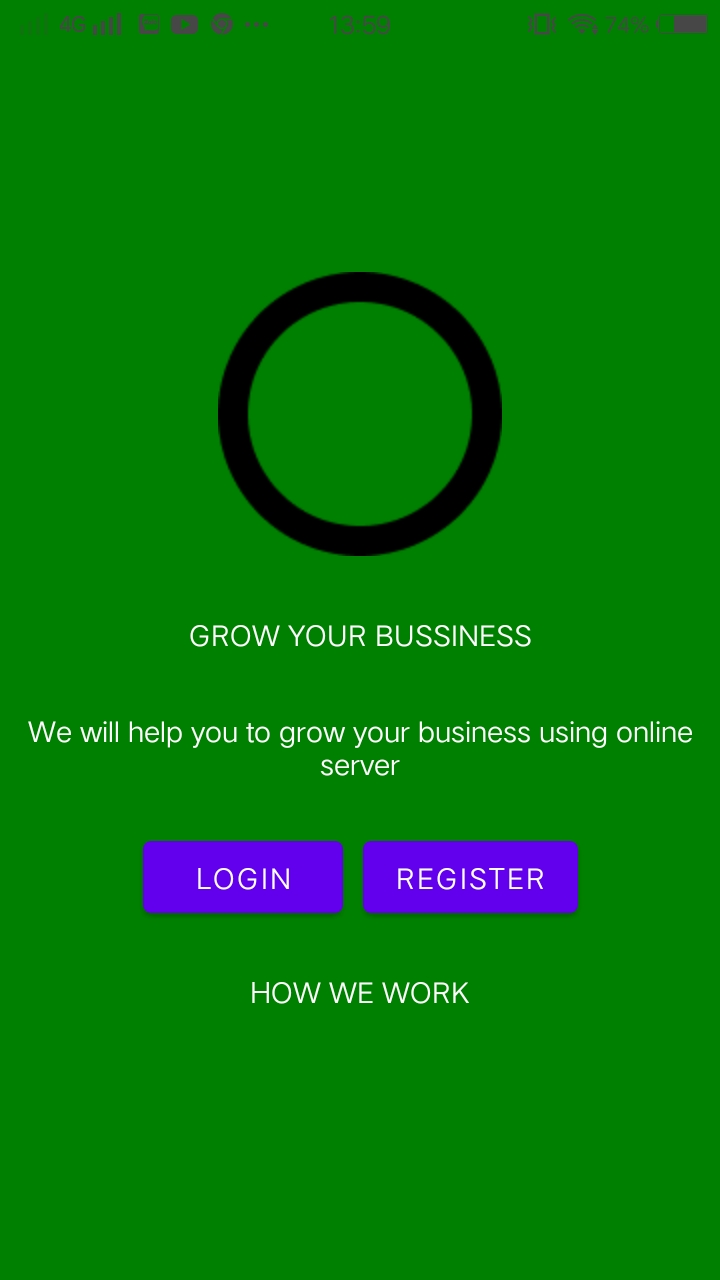 4G 13:59 74%
GROW YOUR BUSSINESS
We will help you to grow your business using online
server
LOGIN REGISTER
HOW WE WORK